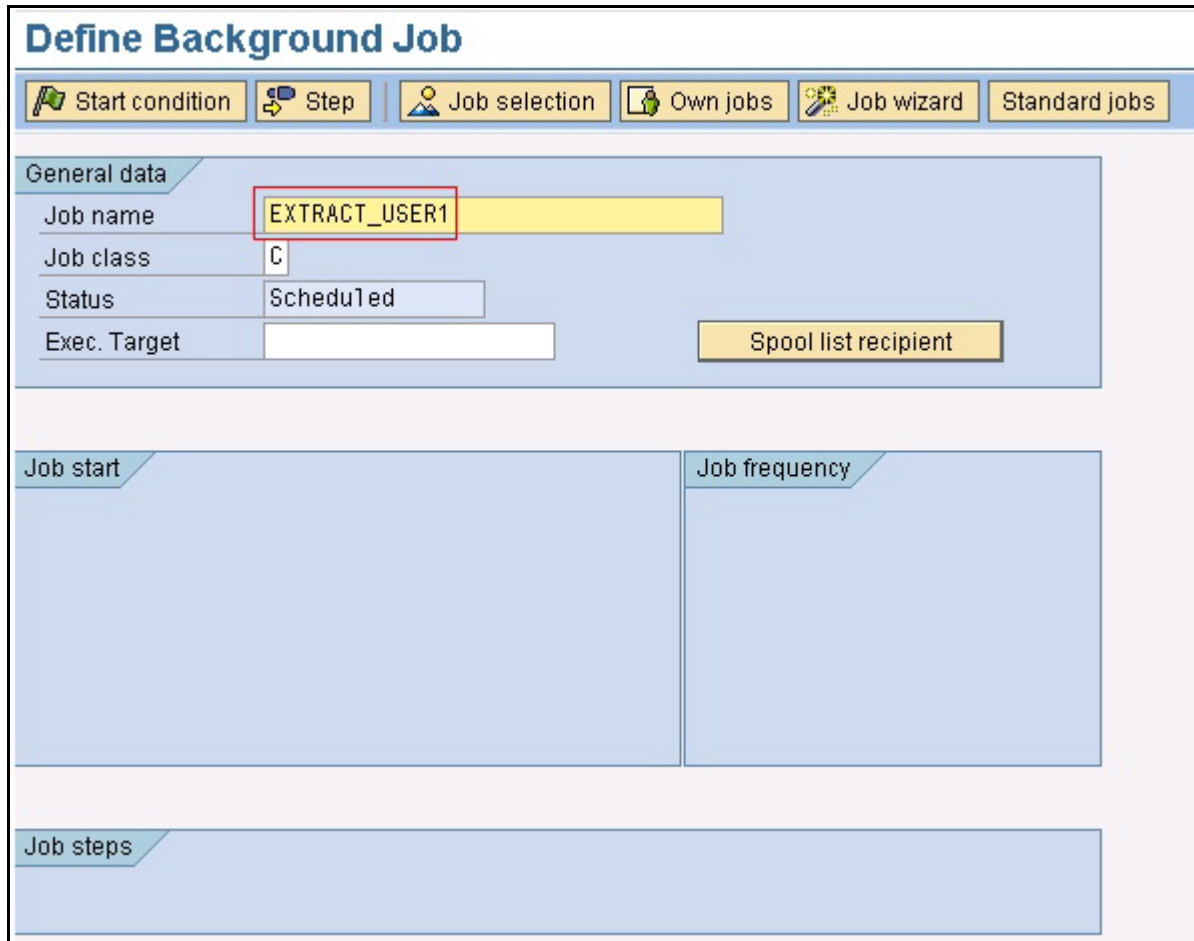 Define Background Job
Start condition Step Job selection Own jobs Job wizard Standard jobs
General data
Job name EXTRACT_USER1
Job class C
Status Scheduled
Exec. Target Spool list recipient
Job start Job frequency
Job steps